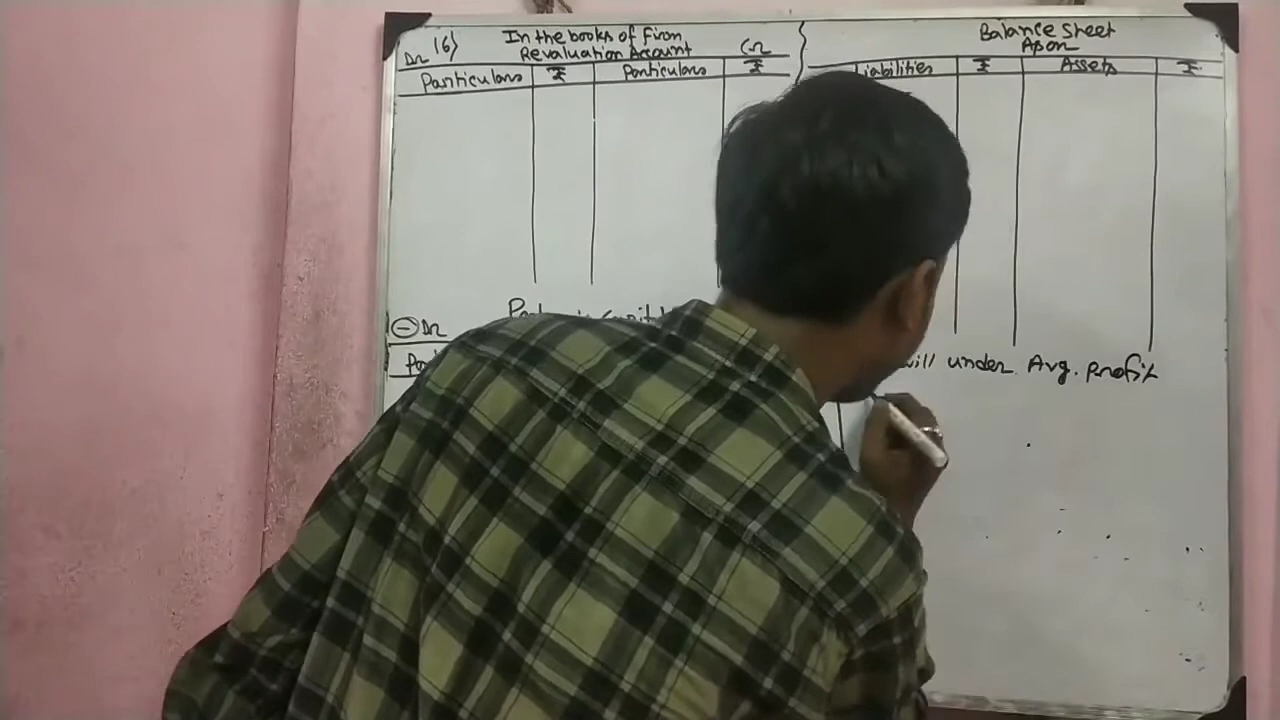 16)
In the books of Firm
Dr Revaluation Account Cr
Particulars ₹ Particulars ₹
Balance Sheet
As on
Liabilities ₹ Assets ₹
⊖ Dr
under Avg. profit